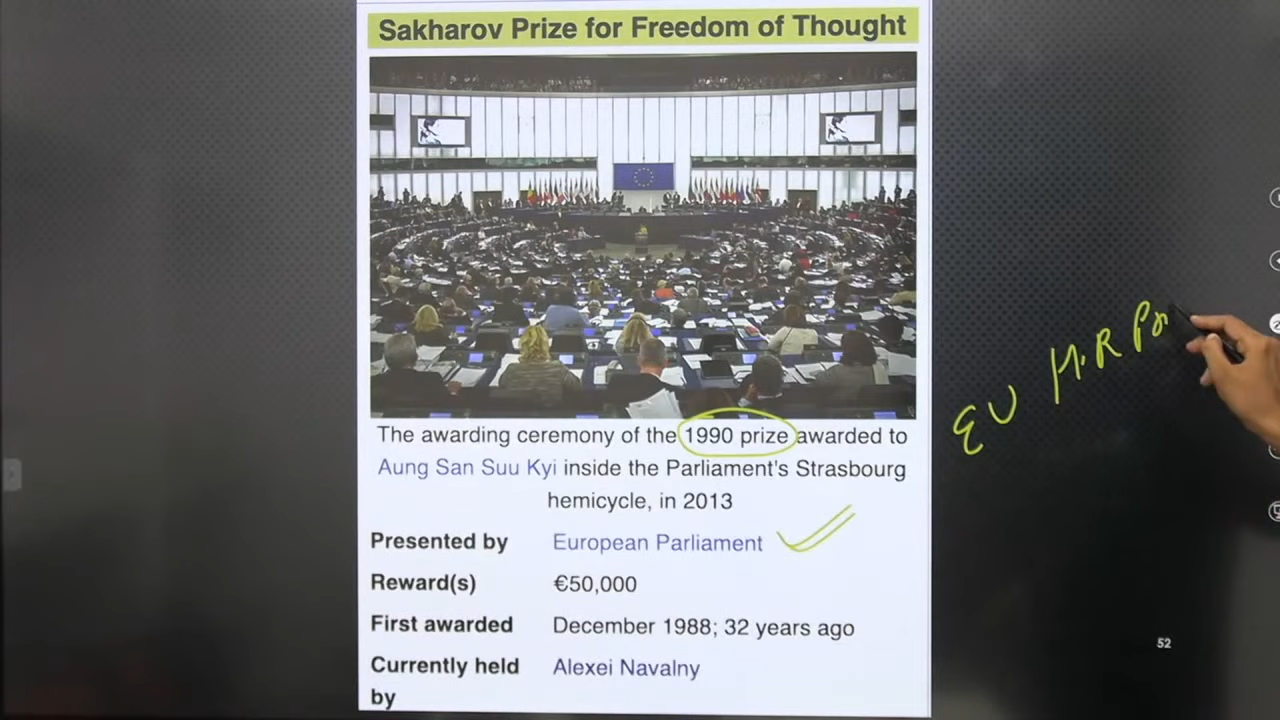 Sakharov Prize for Freedom of Thought
The awarding ceremony of the 1990 prize awarded to
Aung San Suu Kyi inside the Parliament's Strasbourg
hemicycle, in 2013
Presented by European Parliament
Reward(s) €50,000
First awarded December 1988; 32 years ago
Currently held by Alexei Navalny
EU H.R
52